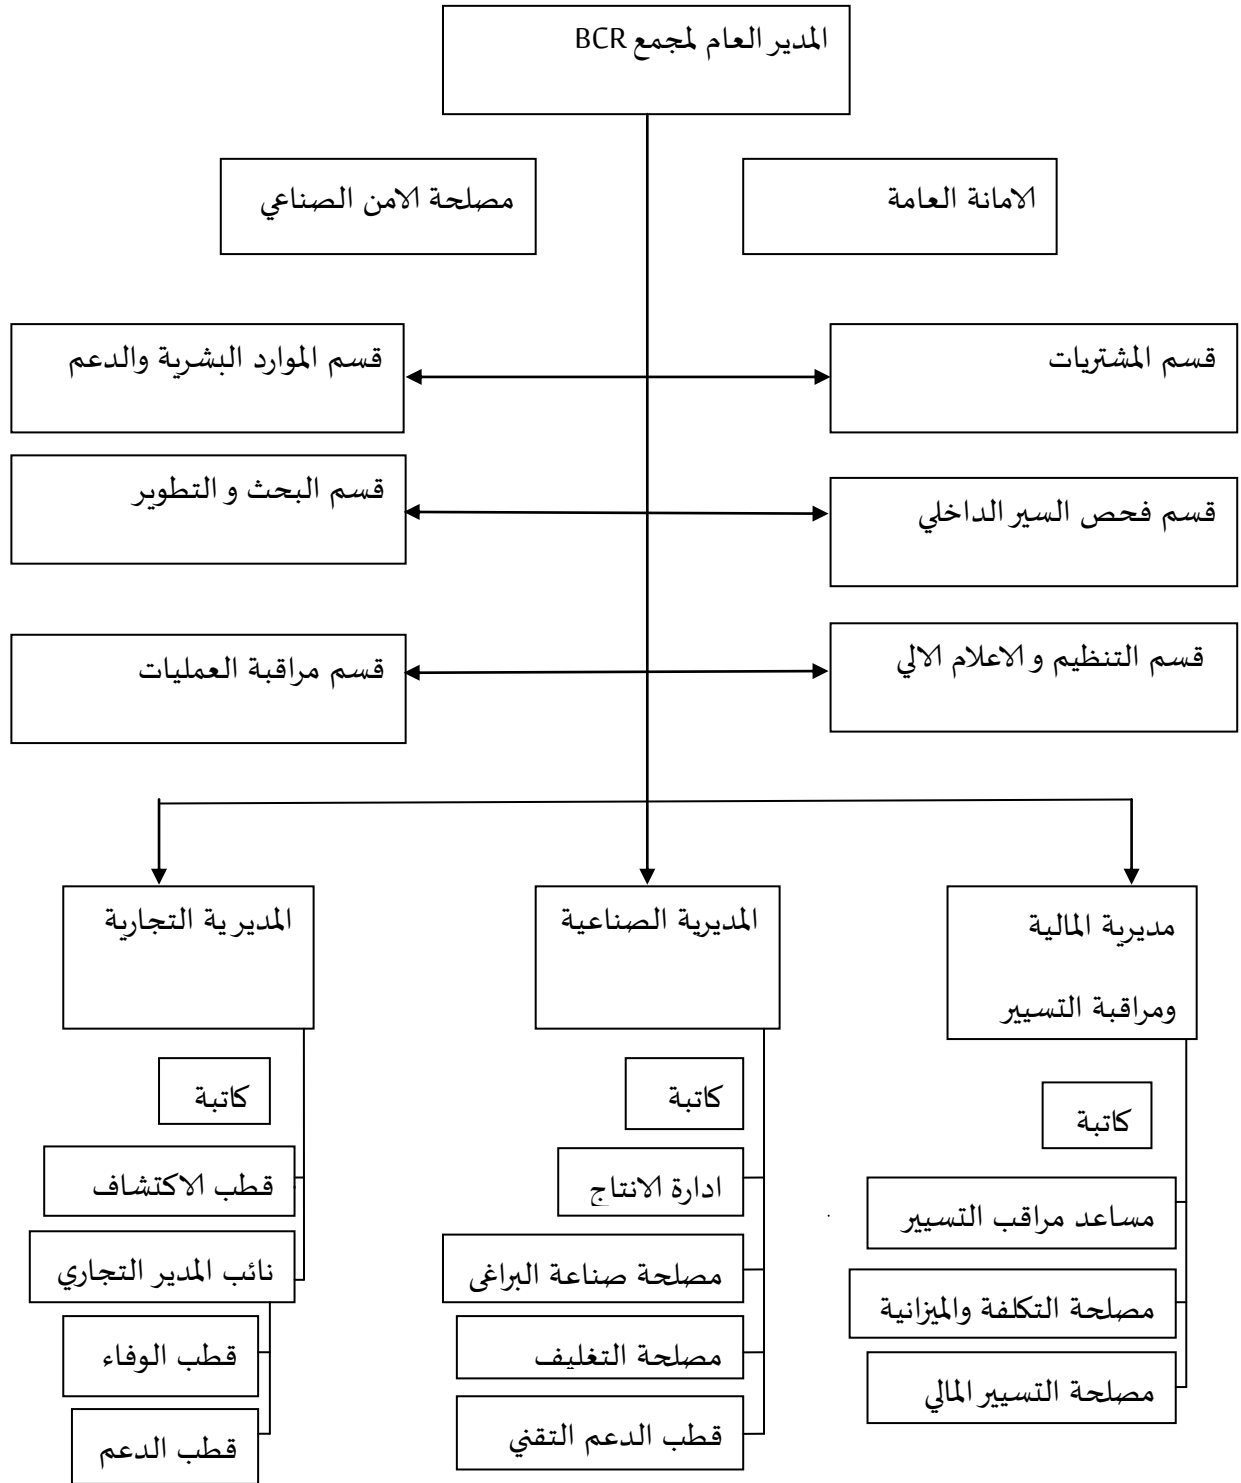 المدير العام لمجمع BCR
الامانة العامة
مصلحة الامن الصناعي
قسم المشتريات
قسم الموارد البشرية والدعم
قسم فحص السير الداخلي
قسم البحث و التطوير
قسم التنظيم و الاعلام الالي
قسم مراقبة العمليات
مديرية المالية
ومراقبة التسيير
كاتبة
مساعد مراقب التسيير
مصلحة التكلفة والميزانية
مصلحة التسيير المالي
المديرية الصناعية
كاتبة
ادارة الانتاج
مصلحة صناعة البراغى
مصلحة التغليف
قطب الدعم التقني
المديرية التجارية
كاتبة
قطب الاكتشاف
نائب المدير التجاري
قطب الوفاء
قطب الدعم